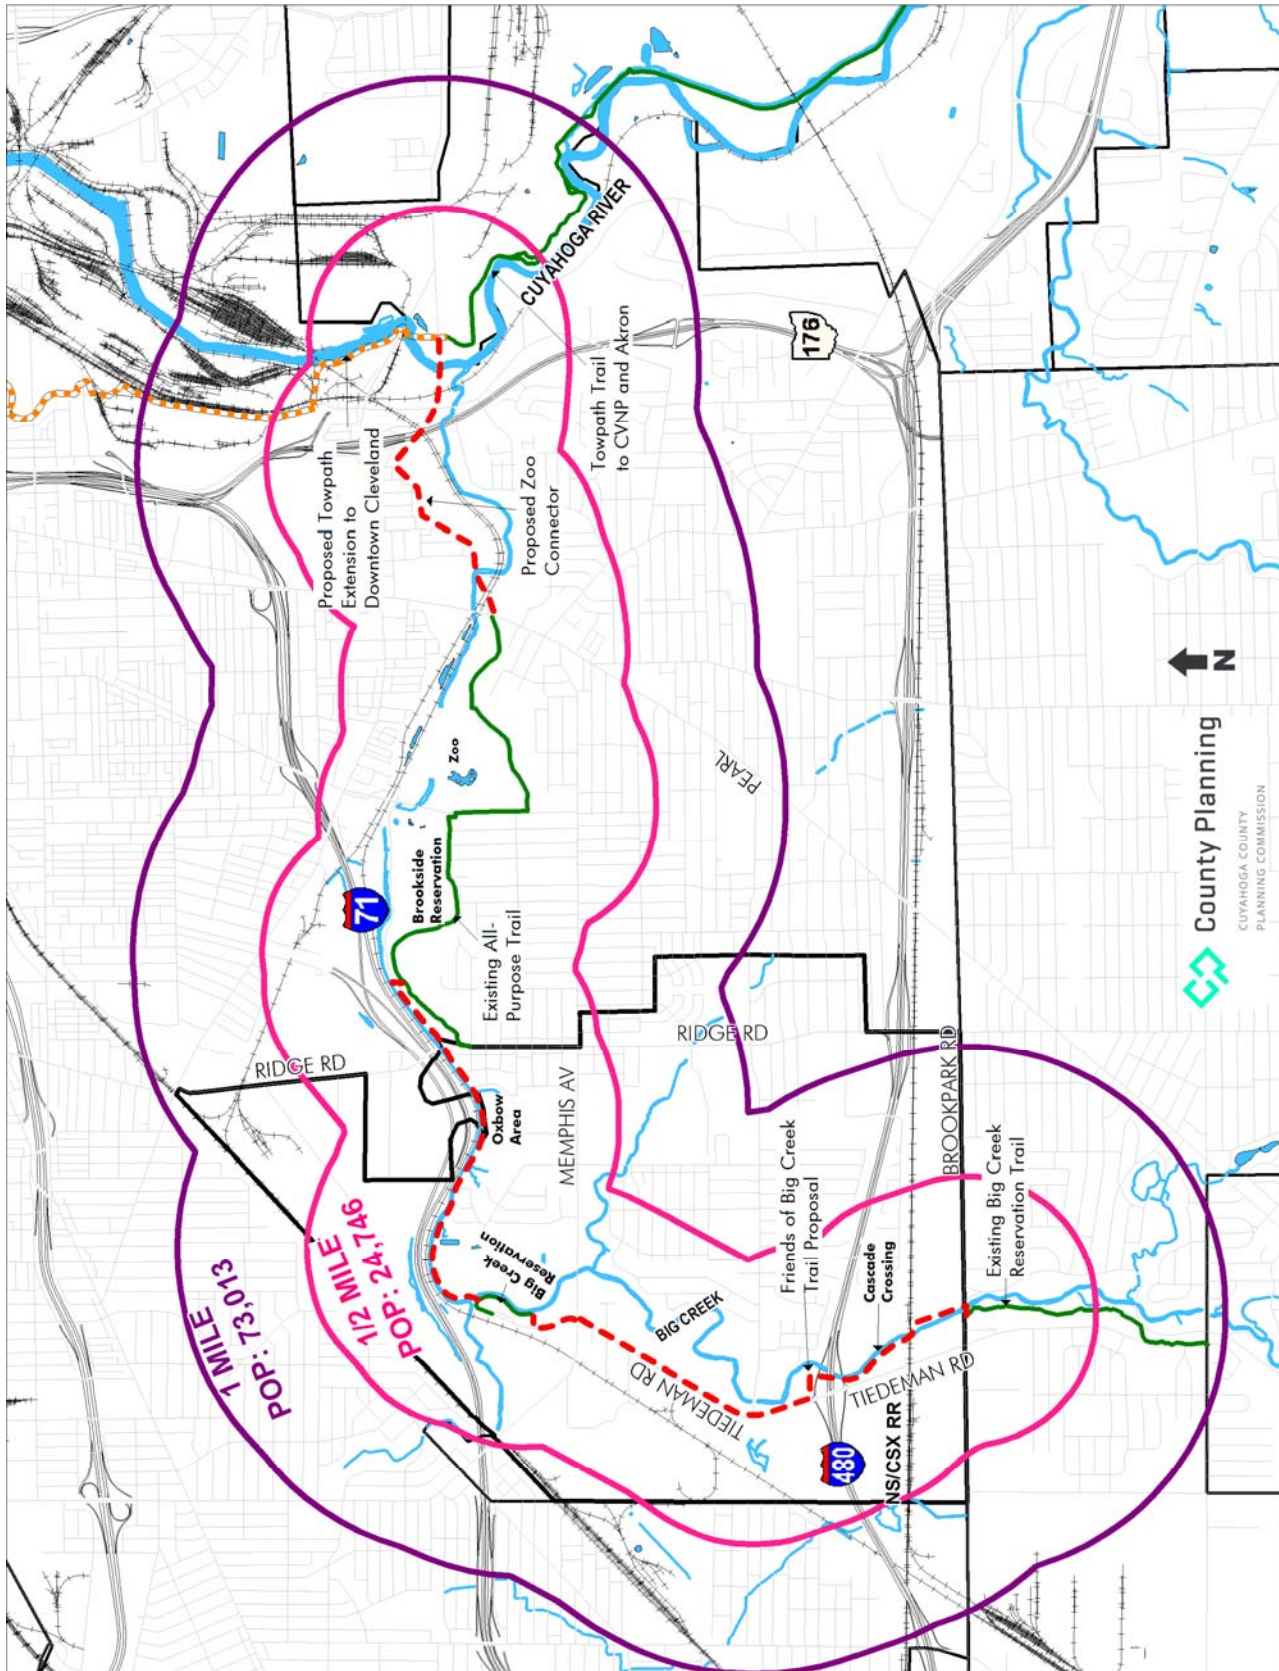 1 MILE
POP: 73,013
1/2 MILE
POP: 24,746
RIDGE RD
71
Proposed Towpath
Extension to
Downtown Cleveland
CUYAHOGA RIVER
Brookside
Reservation
Zoo
Proposed Zoo
Connector
Existing All-
Purpose Trail
Oxbow
Area
Big Creek
Reservation
MEMPHIS AV
Towpath Trail
to CVNP and Akron
RIDGE RD
PEARL
BIG CREEK
TIEDEMAN RD
Friends of Big Creek
Trail Proposal
176
480
TIEDEMAN RD
Cascade
Crossing
NS/CSX RR
BROOKPARK RD
Existing Big Creek
Reservation Trail
N
County Planning
CUYAHOGA COUNTY
PLANNING COMMISSION